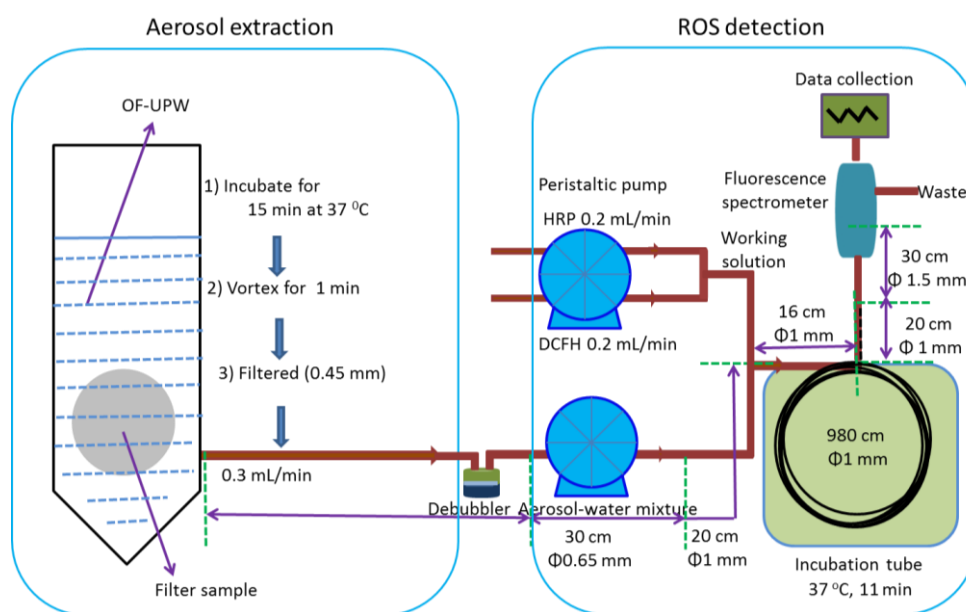 Aerosol extraction
ROS detection
OF-UPW
1) Incubate for
15 min at 37 ⁰C
2) Vortex for 1 min
3) Filtered (0.45 mm)
0.3 mL/min
Filter sample
Debubbler
Peristaltic pump
HRP 0.2 mL/min
DCFH 0.2 mL/min
Working
solution
Aerosol-water mixture
30 cm
Φ0.65 mm
20 cm
Φ1 mm
Data collection
Fluorescence
spectrometer
Waste
30 cm
Φ 1.5 mm
20 cm
Φ 1 mm
16 cm
Φ1 mm
980 cm
Φ1 mm
Incubation tube
37 ⁰C, 11 min